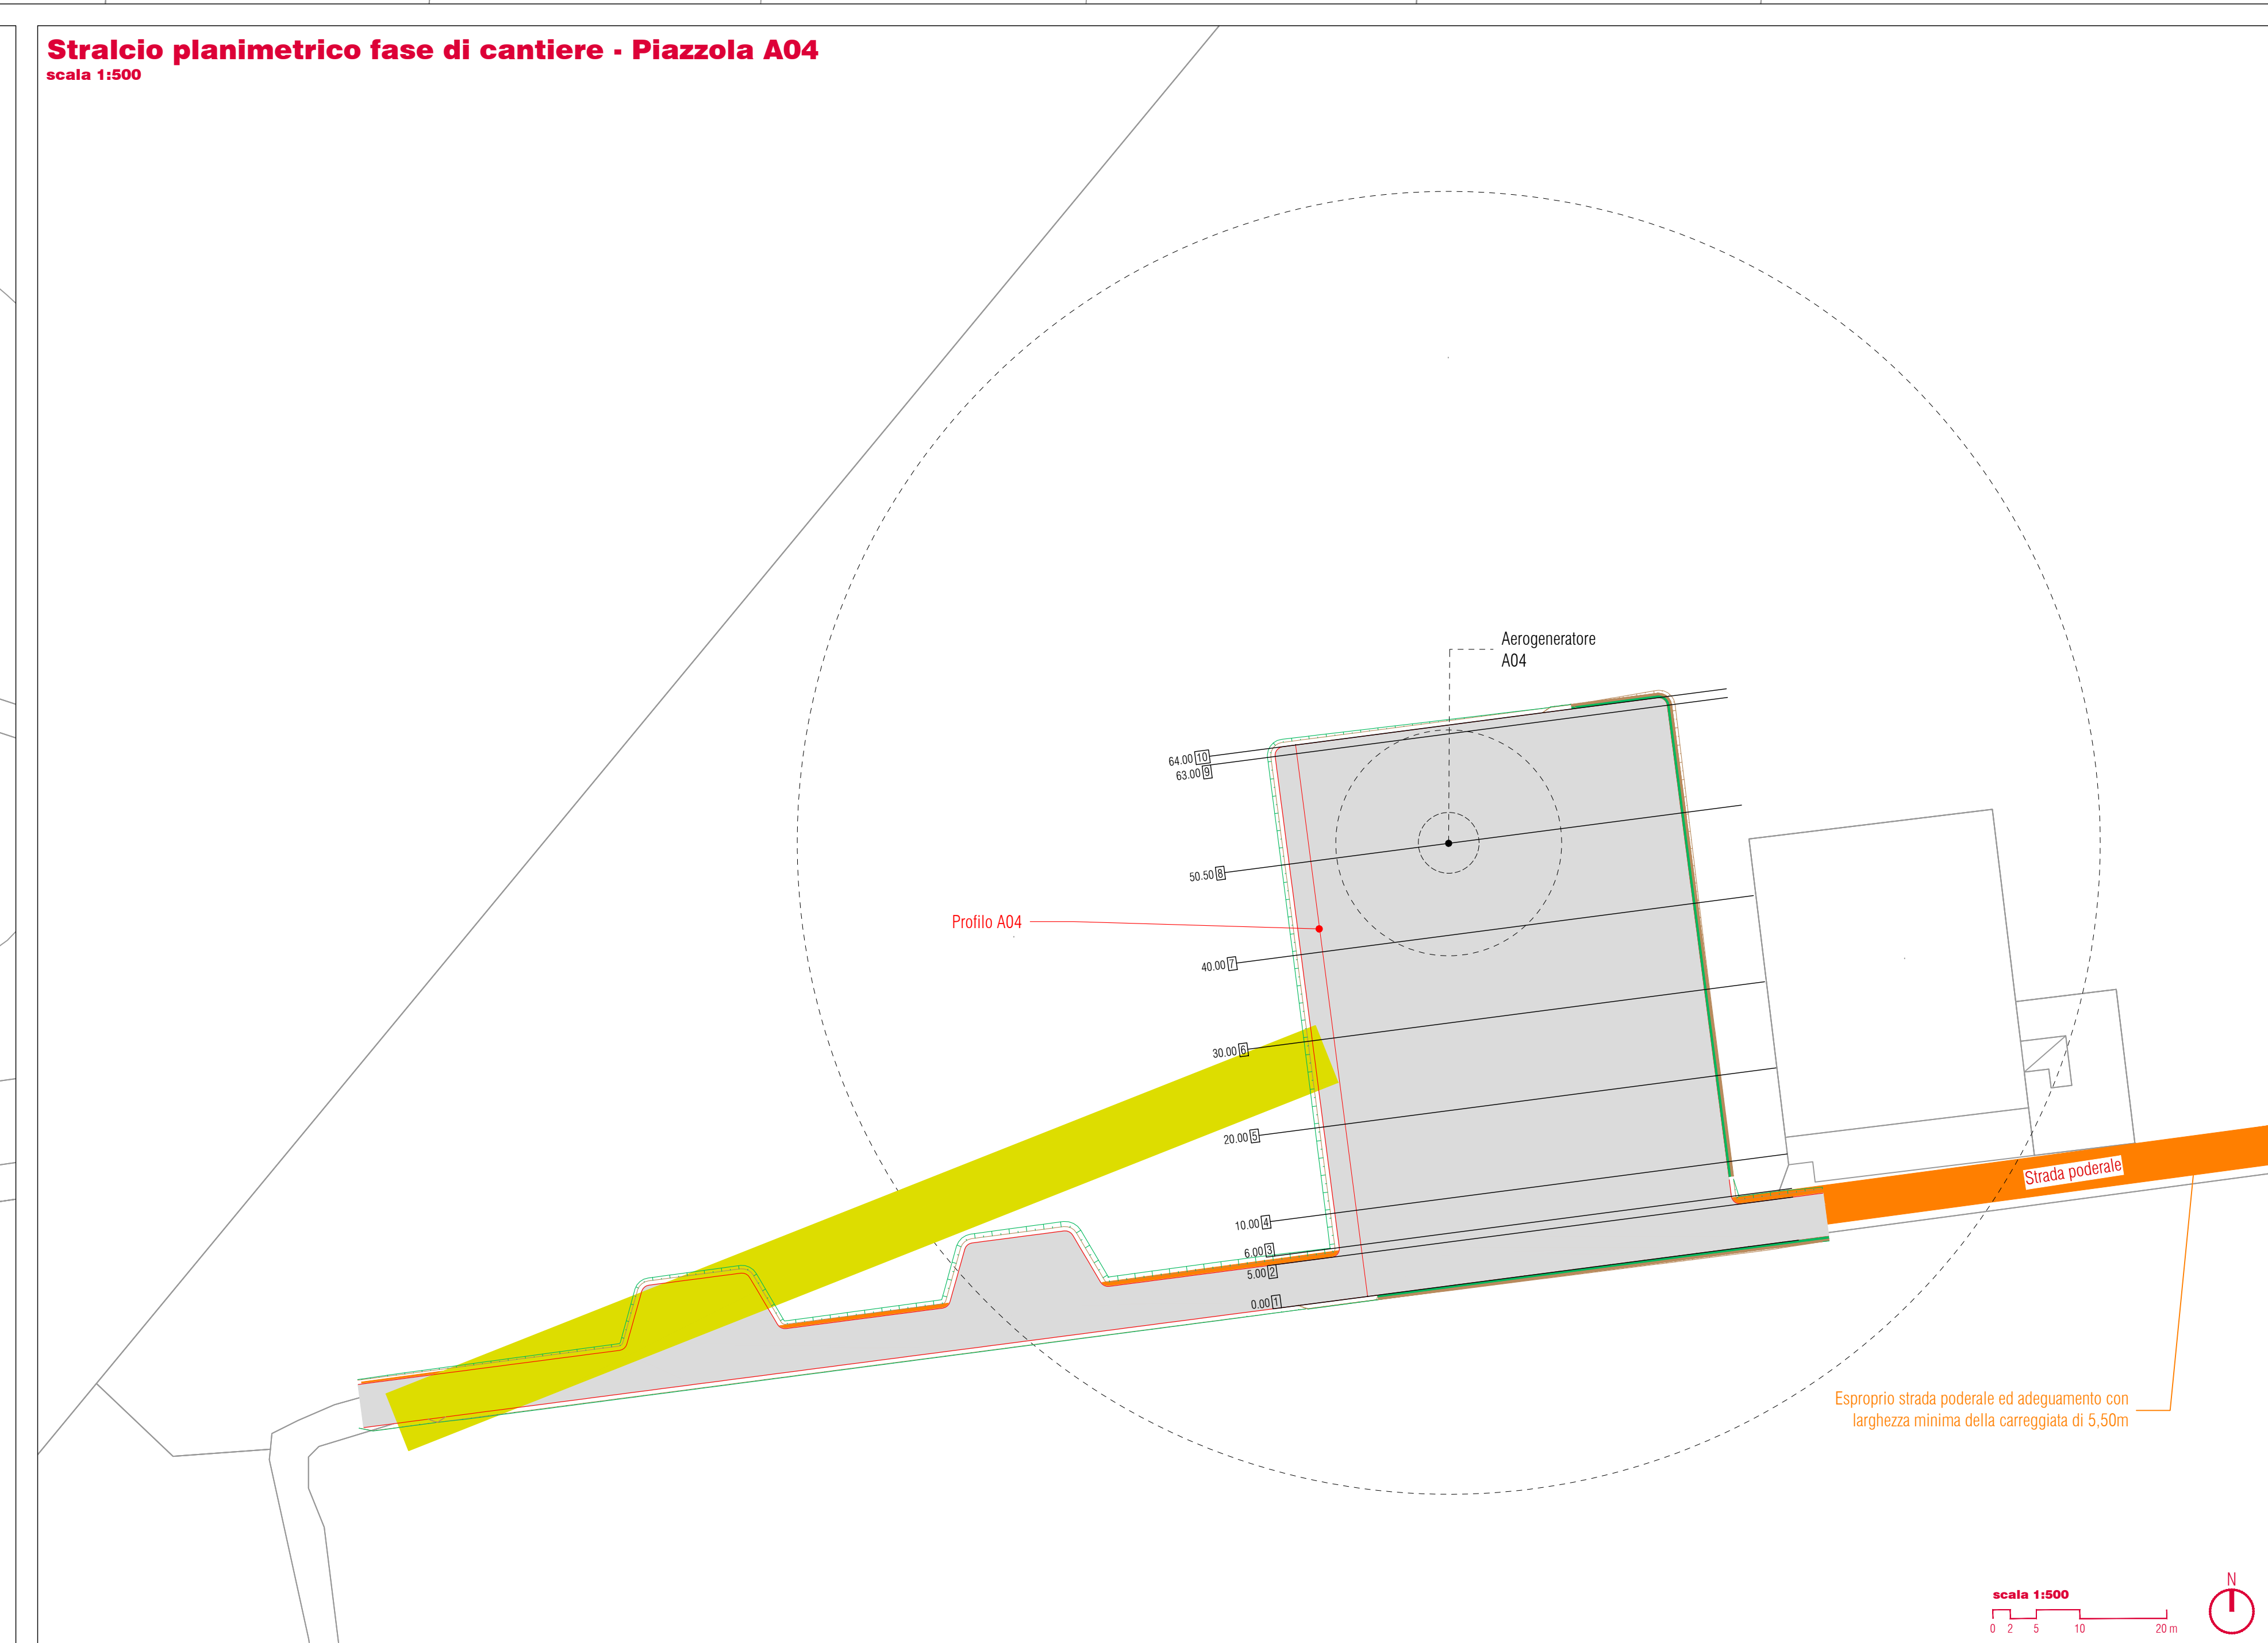 Stralcio planimetrico fase di cantiere - Piazzola A04
scala 1:500
Aerogeneratore
A04
64.00 10
63.00 9
50.50 8
Profilo A04
40.00 7
30.00 6
20.00 5
10.00 4
6.00 3
5.00 2
0.00 1
Strada poderale
Esproprio strada poderale ed adeguamento con
larghezza minima della carreggiata di 5,50m
scala 1:500
0 2 5 10 20 m
N